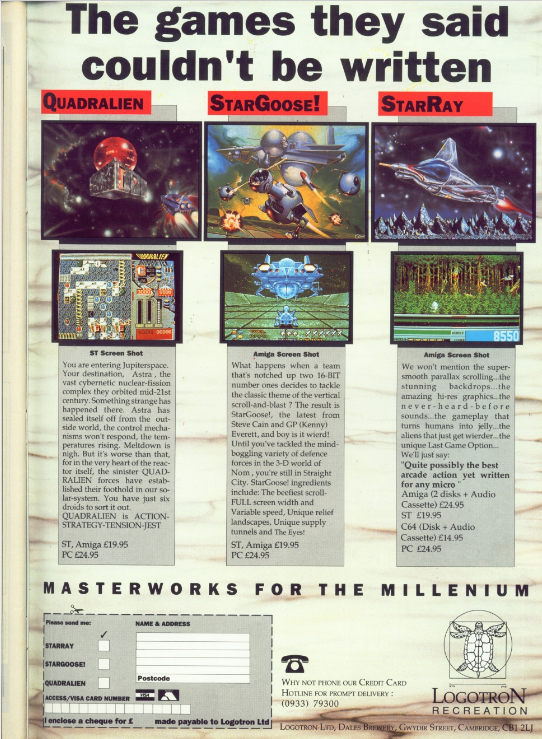 The games they said
couldn't be written
QUADRALIEN
STARGOOSE!
STARRAY
ST Screen Shot
You are entering Jupiterspace.
Your destination, Astra , the
vast cybernetic nuclear-fission
complex they orbited mid-21st
century. Something strange has
happened there. Astra has
sealed itself off from the out-
side world, the control mecha-
nisms won't respond, the tem-
peratures rising. Meltdown is
nigh. But it's worse than that,
for in the very heart of the reac-
tor itself, the sinister QUAD-
RALIEN forces have estab-
lished their foothold in our so-
lar-system. You have just six
droids to sort it out.
QUADRALIEN is ACTION-
STRATEGY-TENSION-JEST
ST, Amiga £19.95
PC £24.95
Amiga Screen Shot
What happens when a team
that's notched up two 16-BIT
number ones decides to tackle
the classic theme of the vertical
scroll-and-blast ? The result is
StarGoose!, the latest from
Steve Cain and GP (Kenny)
Everett, and boy is it wierd!
Until you've tackled the mind-
boggling variety of defence
forces in the 3-D world of
Nom , you're still in Straight
City. StarGoose! ingredients
include: The beefiest scroll-
FULL screen width and
Variable speed, Unique relief
landscapes, Unique supply
tunnels and The Eyes!
ST, Amiga £19.95
PC £24.95
8550
Amiga Screen Shot
We won't mention the super-
smooth parallax scrolling...the
stunning backdrops...the
amazing hi-res graphics...the
never-heard-before
sounds...the gameplay that
turns humans into jelly...the
aliens that just get wierder...the
unique Last Game Option...
We'll just say:
"Quite possibly the best
arcade action yet written
for any micro "
Amiga (2 disks + Audio
Cassette) £24.95
ST £19.95
C64 (Disk + Audio
Cassette) £14.95
PC £24.95
MASTERWORKS FOR THE MILLENIUM
Please send me:
NAME & ADDRESS
STARRAY
STARGOOSE!
QUADRALIEN
Postcode
ACCESS/VISA CARD NUMBER
VISA
I enclose a cheque for £ made payable to Logotron Ltd
WHY NOT PHONE OUR CREDIT CARD
HOTLINE FOR PROMPT DELIVERY :
(0933) 79300
LOGOTRON
RECREATION
LOGOTRON LTD, DALES BREWERY, GWYDIR STREET, CAMBRIDGE, CB1 2LJ